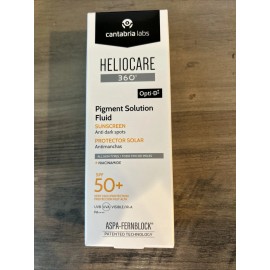 cantabria labs
HELIOCARE
360°
Pigment Solution
Fluid
SUNSCREEN
Anti-dark spots
PROTECTOR SOLAR
Antimanchas
+ NIACINAMIDE
SPF
50+
ASPA-FERNBLOCK®
PATENTED TECHNOLOGY